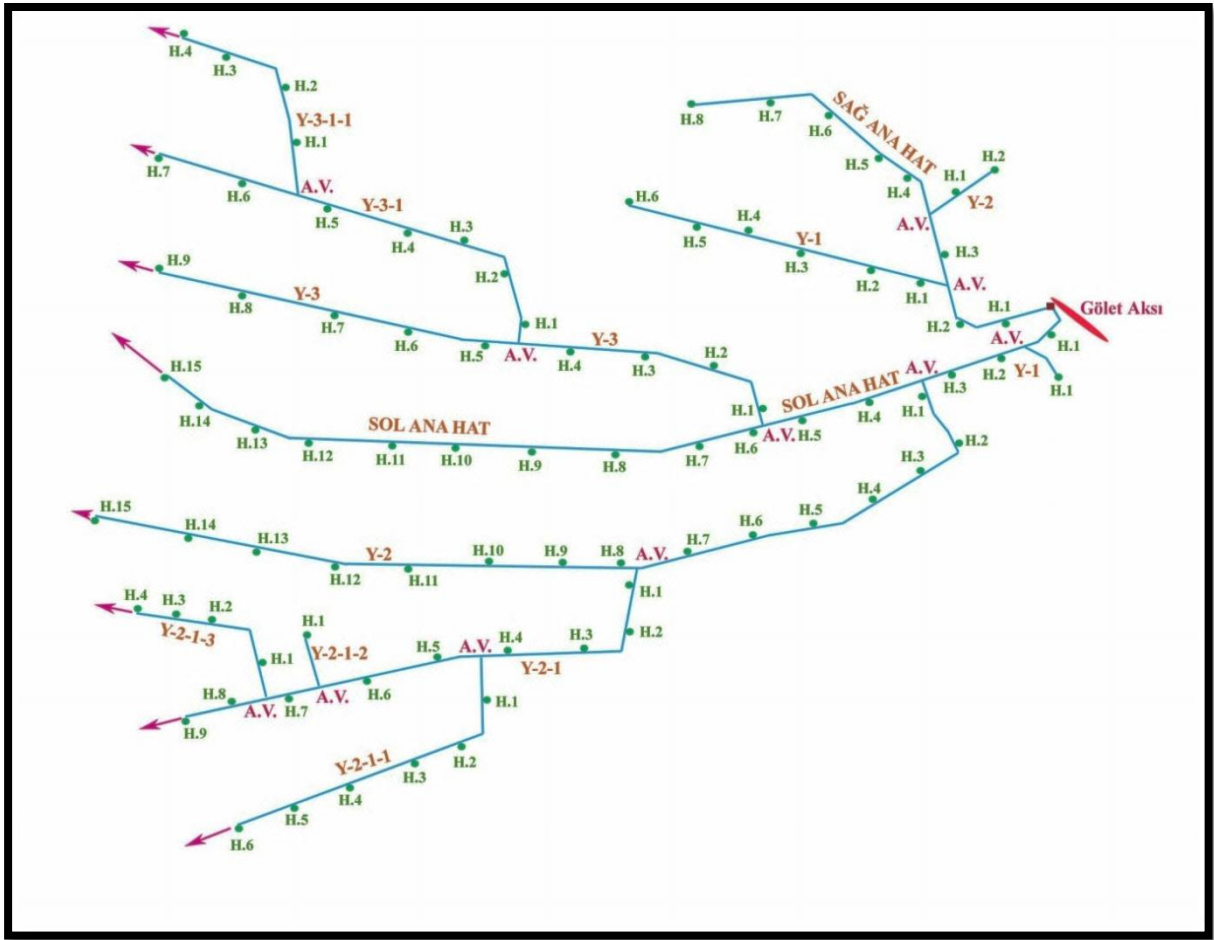 H.4
H.3
H.2
Y-3-1-1
H.1
H.7
H.6
A.V.
H.5
Y-3-1
H.4
H.3
H.2
H.1
H.9
H.8
Y-3
H.7
H.6
H.5
A.V.
Y-3
H.4
H.3
H.2
H.1
H.8
H.7
H.6
SAĞ ANA HAT
H.5
H.4
H.1
H.2
Y-2
A.V.
H.3
H.6
H.5
H.4
Y-1
H.3
H.2
H.1
A.V.
H.2
H.1
Gölet Aksı
A.V.
H.1
H.2
Y-1
H.1
A.V.
H.3
SOL ANA HAT
H.4
H.1
H.5
A.V.
H.6
H.7
H.15
H.14
H.13
SOL ANA HAT
H.12
H.11
H.10
H.9
H.8
H.2
H.3
H.4
H.5
H.6
H.7
A.V.
H.8
H.9
H.10
H.11
Y-2
H.12
H.13
H.14
H.15
H.1
H.2
H.3
H.4
Y-2-1
A.V.
H.5
H.6
H.1
Y-2-1-2
A.V.
H.7
A.V.
H.8
H.9
H.4
H.3
H.2
Y-2-1-3
H.1
H.1
H.2
Y-2-1-1
H.3
H.4
H.5
H.6